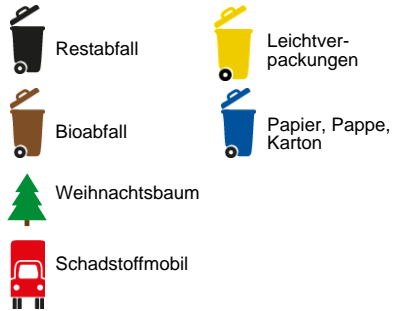 Restabfall
Leichtver-
packungen
Bioabfall
Papier, Pappe,
Karton
Weihnachtsbaum
Schadstoffmobil